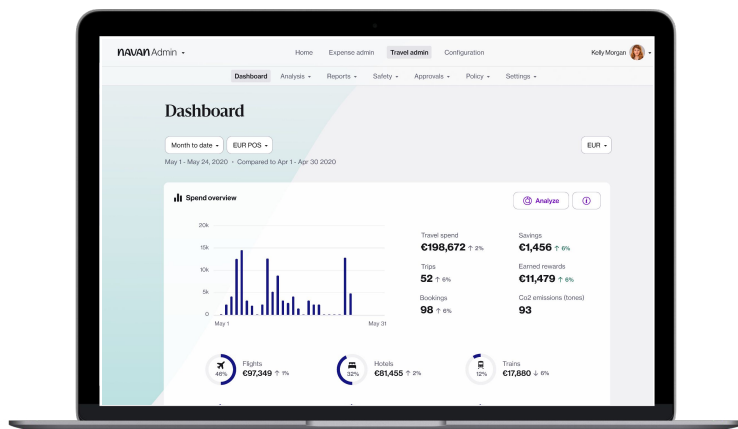 NAVAN Admin
Home Expense admin Travel admin Configuration
Kelly Morgan
Dashboard Analysis Reports Safety Approvals Policy Settings
Dashboard
Month to date EUR POS EUR
May 1 - May 24, 2020 • Compared to Apr 1 - Apr 30 2020
Spend overview
Analyze
20k
15k
10k
5k
0
May 1 May 31
Travel spend
€198,672 ↑ 2%
Savings
€1,456 ↑ 6%
Trips
52 ↑ 6%
Earned rewards
€11,479 ↑ 6%
Bookings
98 ↑ 6%
Co2 emissions (tones)
93
46%
Flights
€97,349 ↑ 1%
32%
Hotels
€81,455 ↑ 2%
12%
Trains
€17,880 ↓ 6%